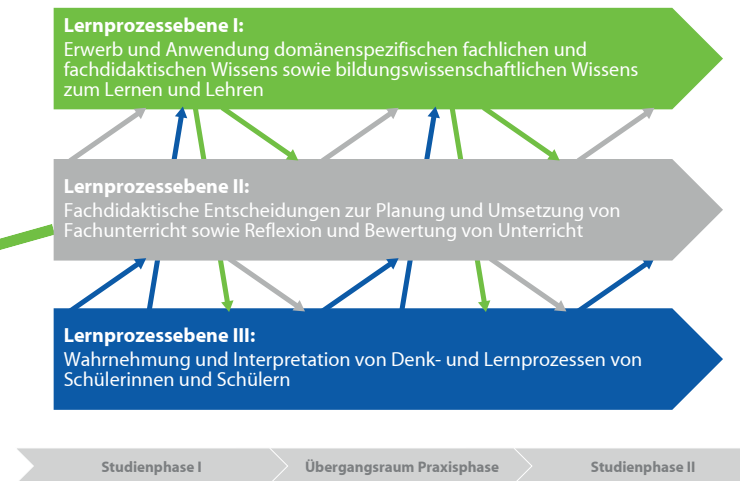 Lernprozessebene I:
Erwerb und Anwendung domänenspezifischen fachlichen und
fachdidaktischen Wissens sowie bildungswissenschaftlichen Wissens
zum Lernen und Lehren
Lernprozessebene II:
Fachdidaktische Entscheidungen zur Planung und Umsetzung von
Fachunterricht sowie Reflexion und Bewertung von Unterricht
Lernprozessebene III:
Wahrnehmung und Interpretation von Denk- und Lernprozessen von
Schülerinnen und Schülern
Studienphase I
Übergangsraum Praxisphase
Studienphase II